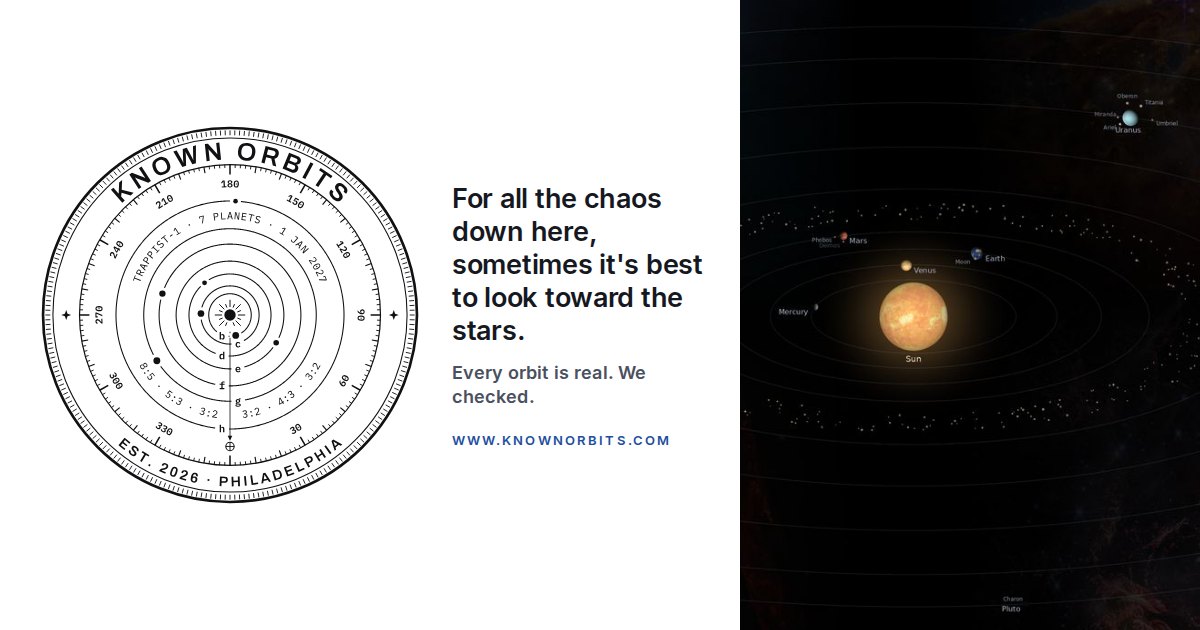 KNOWN ORBITS
180
210
150
240
120
270
90
300
60
330
30
TRAPPIST-1 · 7 PLANETS · 1 JAN 2027
b
c
d
e
f
g
h
8:5 · 5:3 · 3:2
3:2 · 4:3 · 3:2
EST. 2026 · PHILADELPHIA
For all the chaos
down here,
sometimes it's best
to look toward the
stars.
Every orbit is real. We
checked.
WWW.KNOWNORBITS.COM
Oberon
Titania
Miranda
Umbriel
Ariel
Uranus
Phobos
Mars
Deimos
Moon
Earth
Venus
Mercury
Sun
Charon
Pluto